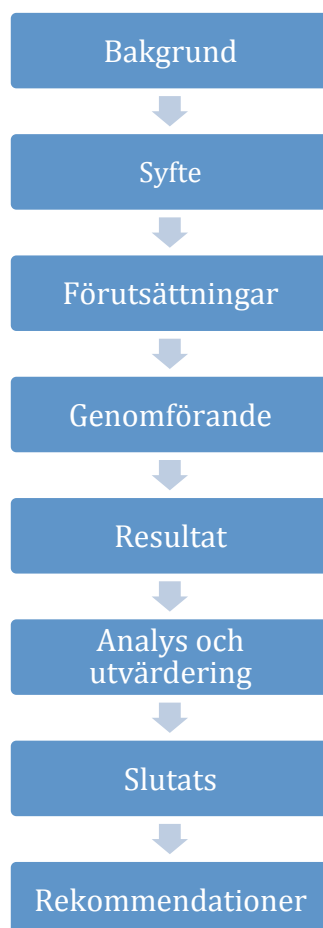 Bakgrund
Syfte
Förutsättningar
Genomförande
Resultat
Analys och
utvärdering
Slutats
Rekommendationer